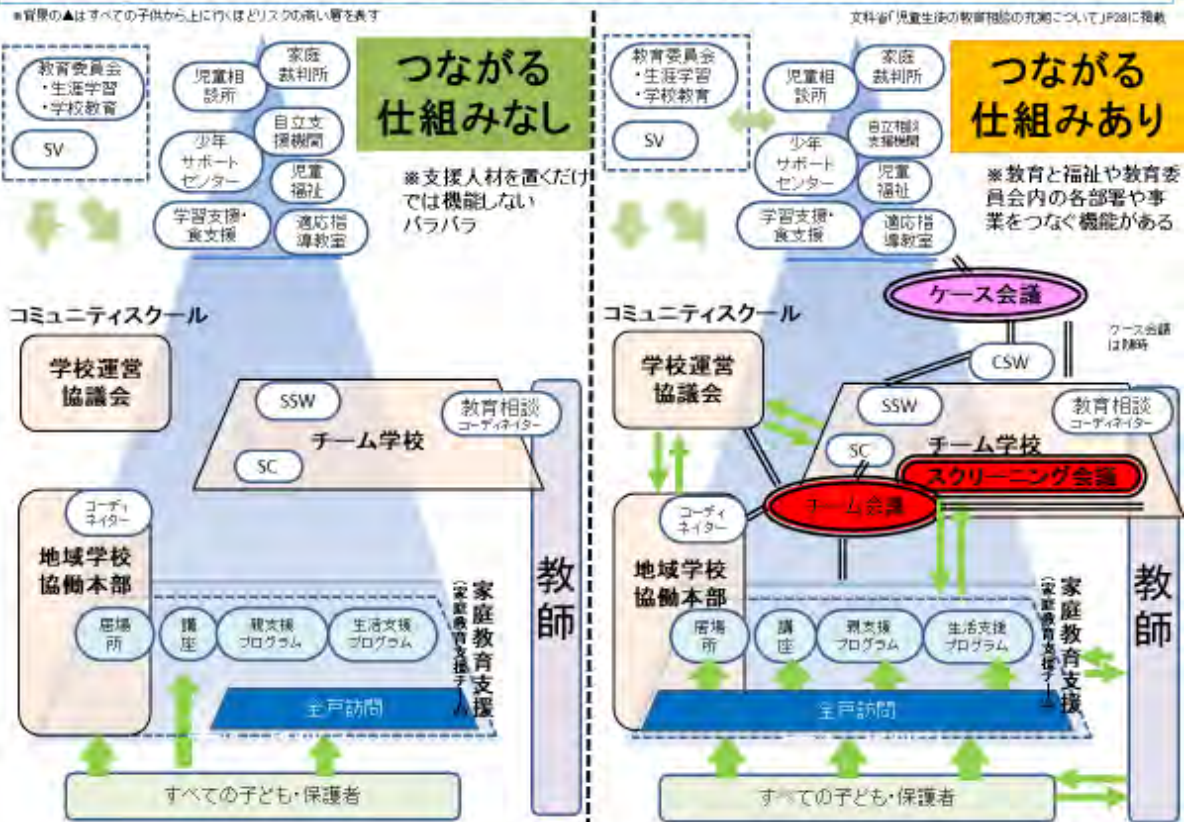 ※背景の▲はすべての子供から上に行くほどリスクの高い層を表す
文科省「児童生徒の教育相談の充実について」P28に掲載
教育委員会
・生涯学習
・学校教育
SV
児童相
談所
家庭
裁判所
自立支
援機関
少年
サポート
センター
児童
福祉
学習支援・
食支援
適応指
導教室
つながる
仕組みなし
※支援人材を置くだけ
では機能しない
バラバラ
コミュニティスクール
学校運営
協議会
SSW
教育相談
コーディネイター
チーム学校
SC
コーディ
ネイター
地域学校
協働本部
居場
所
講
座
親支援
プログラム
生活支援
プログラム
家庭教育支援
(家庭教育支援チーム)
全戸訪問
教師
すべての子ども・保護者
教育委員会
・生涯学習
・学校教育
SV
児童相
談所
家庭
裁判所
自立相談
支援機関
少年
サポート
センター
児童
福祉
学習支援・
食支援
適応指
導教室
つながる
仕組みあり
※教育と福祉や教育委
員会内の各部署や事
業をつなぐ機能がある
ケース会議
ケース会議
は随時
CSW
コミュニティスクール
学校運営
協議会
SSW
教育相談
コーディネイター
チーム学校
SC
スクリーニング会議
チーム会議
コーディ
ネイター
地域学校
協働本部
居場
所
講
座
親支援
プログラム
生活支援
プログラム
家庭教育支援
(家庭教育支援チーム)
全戸訪問
教師
すべての子ども・保護者